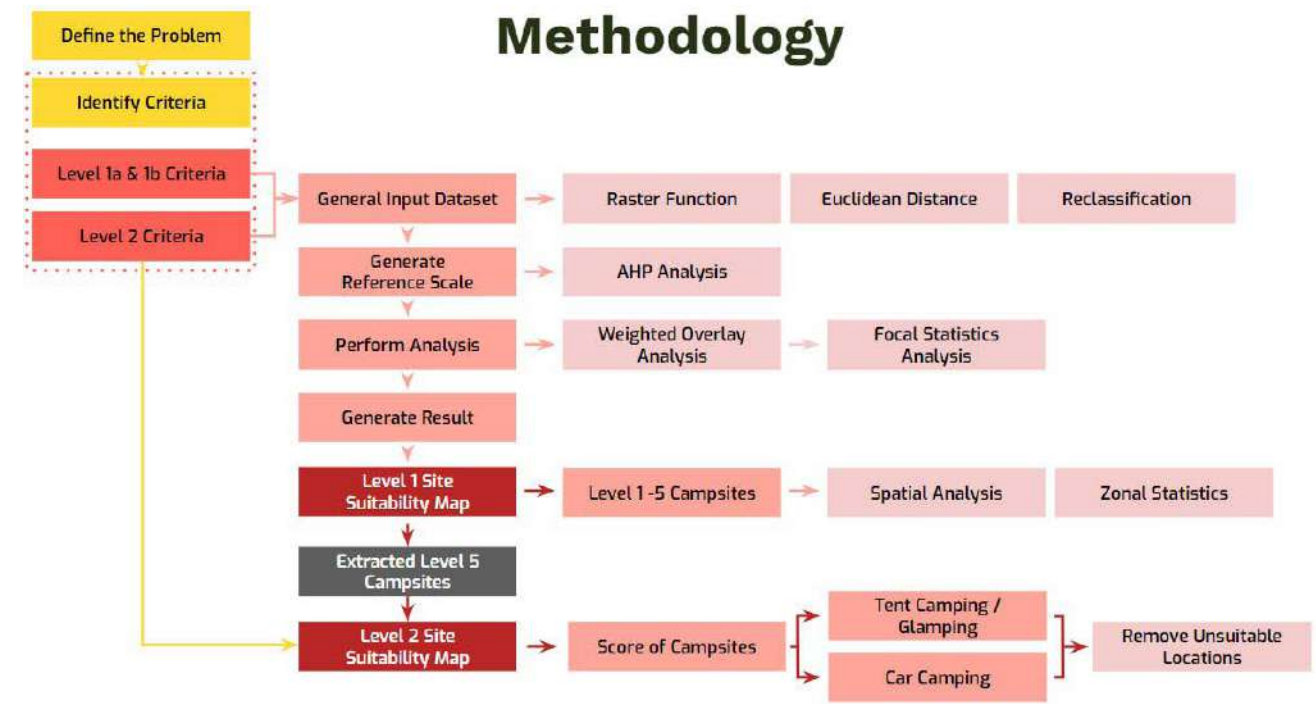 Methodology
Define the Problem
Identify Criteria
Level 1a & 1b Criteria
Level 2 Criteria
General Input Dataset
Raster Function
Euclidean Distance
Reclassification
Generate
Reference Scale
AHP Analysis
Perform Analysis
Weighted Overlay
Analysis
Focal Statistics
Analysis
Generate Result
Level 1 Site
Suitability Map
Level 1 -5 Campsites
Spatial Analysis
Zonal Statistics
Extracted Level 5
Campsites
Level 2 Site
Suitability Map
Score of Campsites
Tent Camping /
Glamping
Car Camping
Remove Unsuitable
Locations